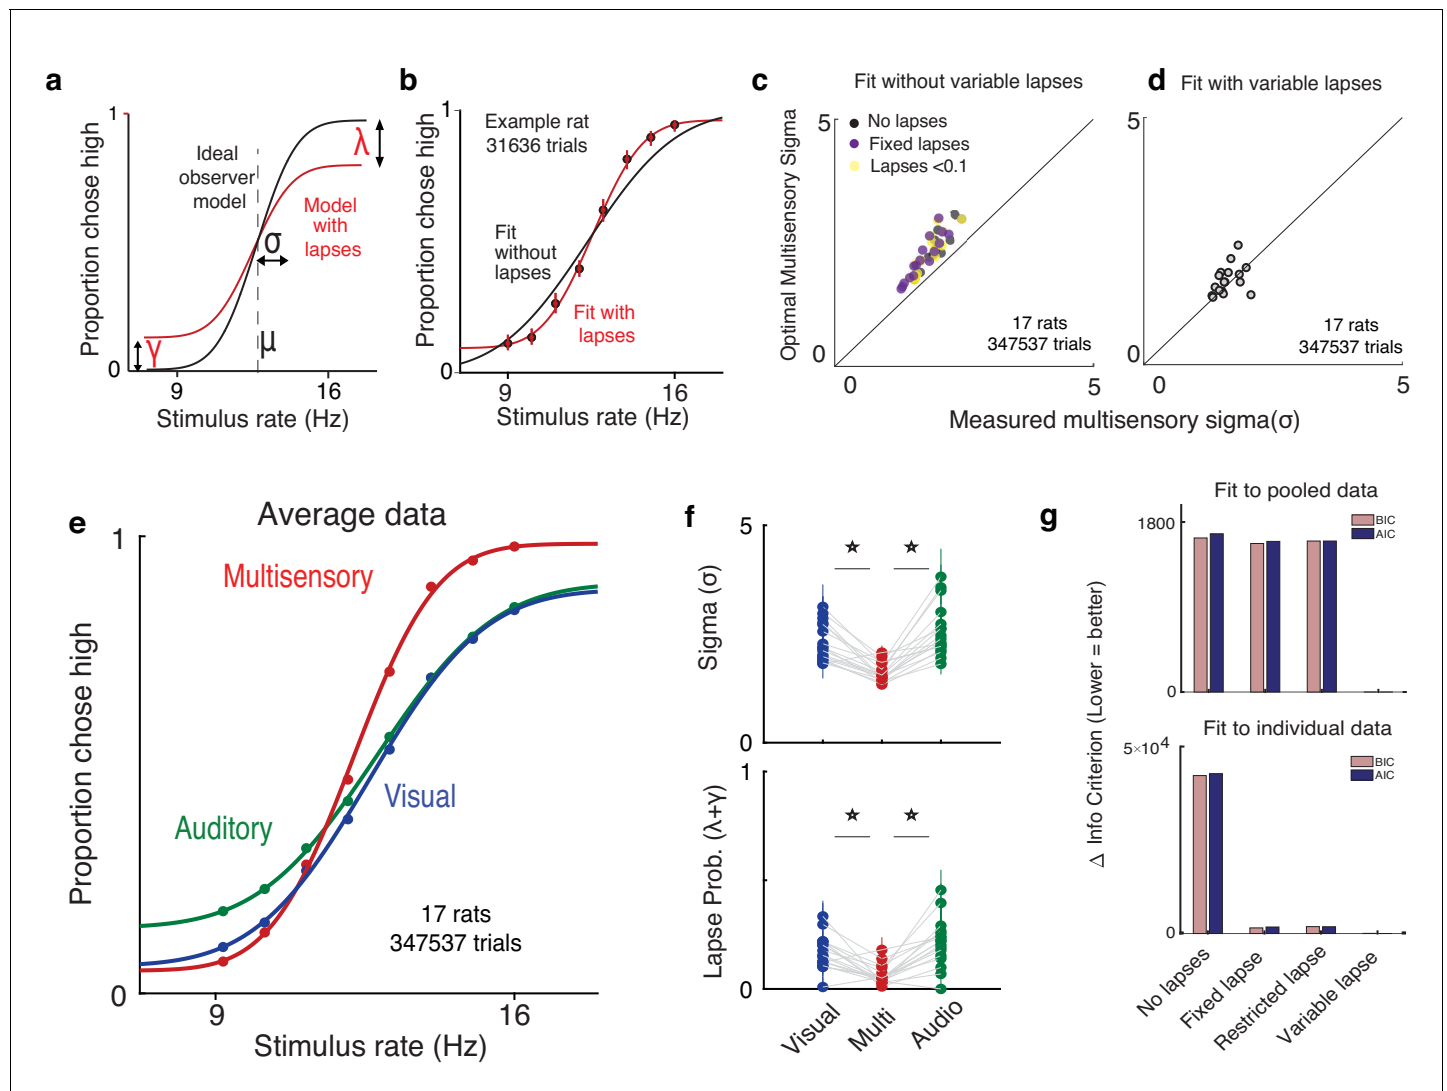 a
Proportion chose high
1
0
Ideal
observer
model
Model
with
lapses
λ
σ
γ
μ
9
16
Stimulus rate (Hz)
b
Proportion chose high
1
0
Example rat
31636 trials
Fit
without
lapses
Fit with
lapses
9
16
Stimulus rate (Hz)
c
Fit without variable lapses
Optimal Multisensory Sigma
5
0
No lapses
Fixed lapses
Lapses <0.1
17 rats
347537 trials
0
5
d
Fit with variable lapses
5
0
17 rats
347537 trials
0
5
Measured multisensory sigma(σ)
e
Average data
Proportion chose high
1
0
Multisensory
Visual
Auditory
17 rats
347537 trials
9
16
Stimulus rate (Hz)
f
Sigma (σ)
5
0
Lapse Prob. (λ+γ)
1
0
Visual
Multi
Audio
g
Fit to pooled data
1800
0
BIC
AIC
Δ Info Criterion (Lower = better)
Fit to individual data
5×10⁴
0
BIC
AIC
No lapses
Fixed lapse
Restricted lapse
Variable lapse